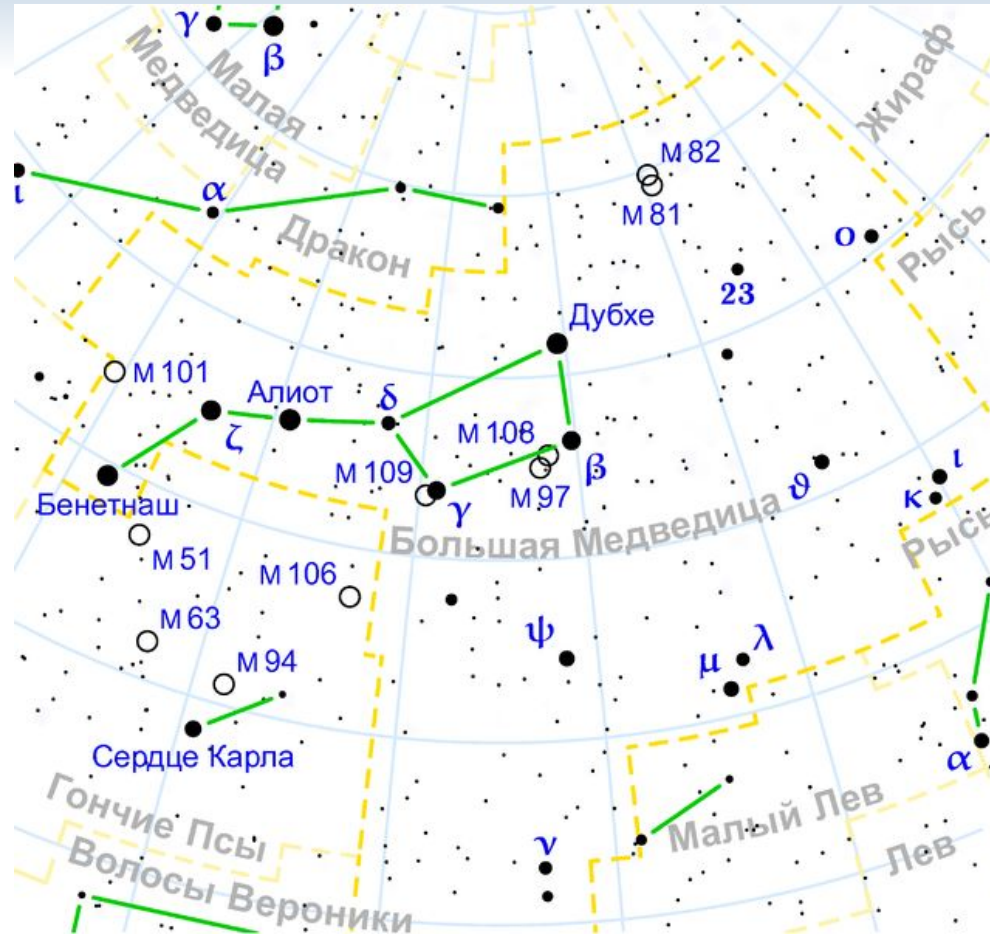 γ
β
Малая
Медведица
Жираф
M 82
M 81
ι
α
Дракон
ο
Рысь
23
Дубхе
M 101
Алиот
δ
ζ
M 108
β
M 109
M 97
γ
ϑ
ι
κ
Бенетнаш
Большая Медведица
Рысь
M 51
M 106
M 63
ψ
λ
μ
M 94
Сердце Карла
α
Гончие Псы
Малый Лев
Лев
ν
Волосы Вероники